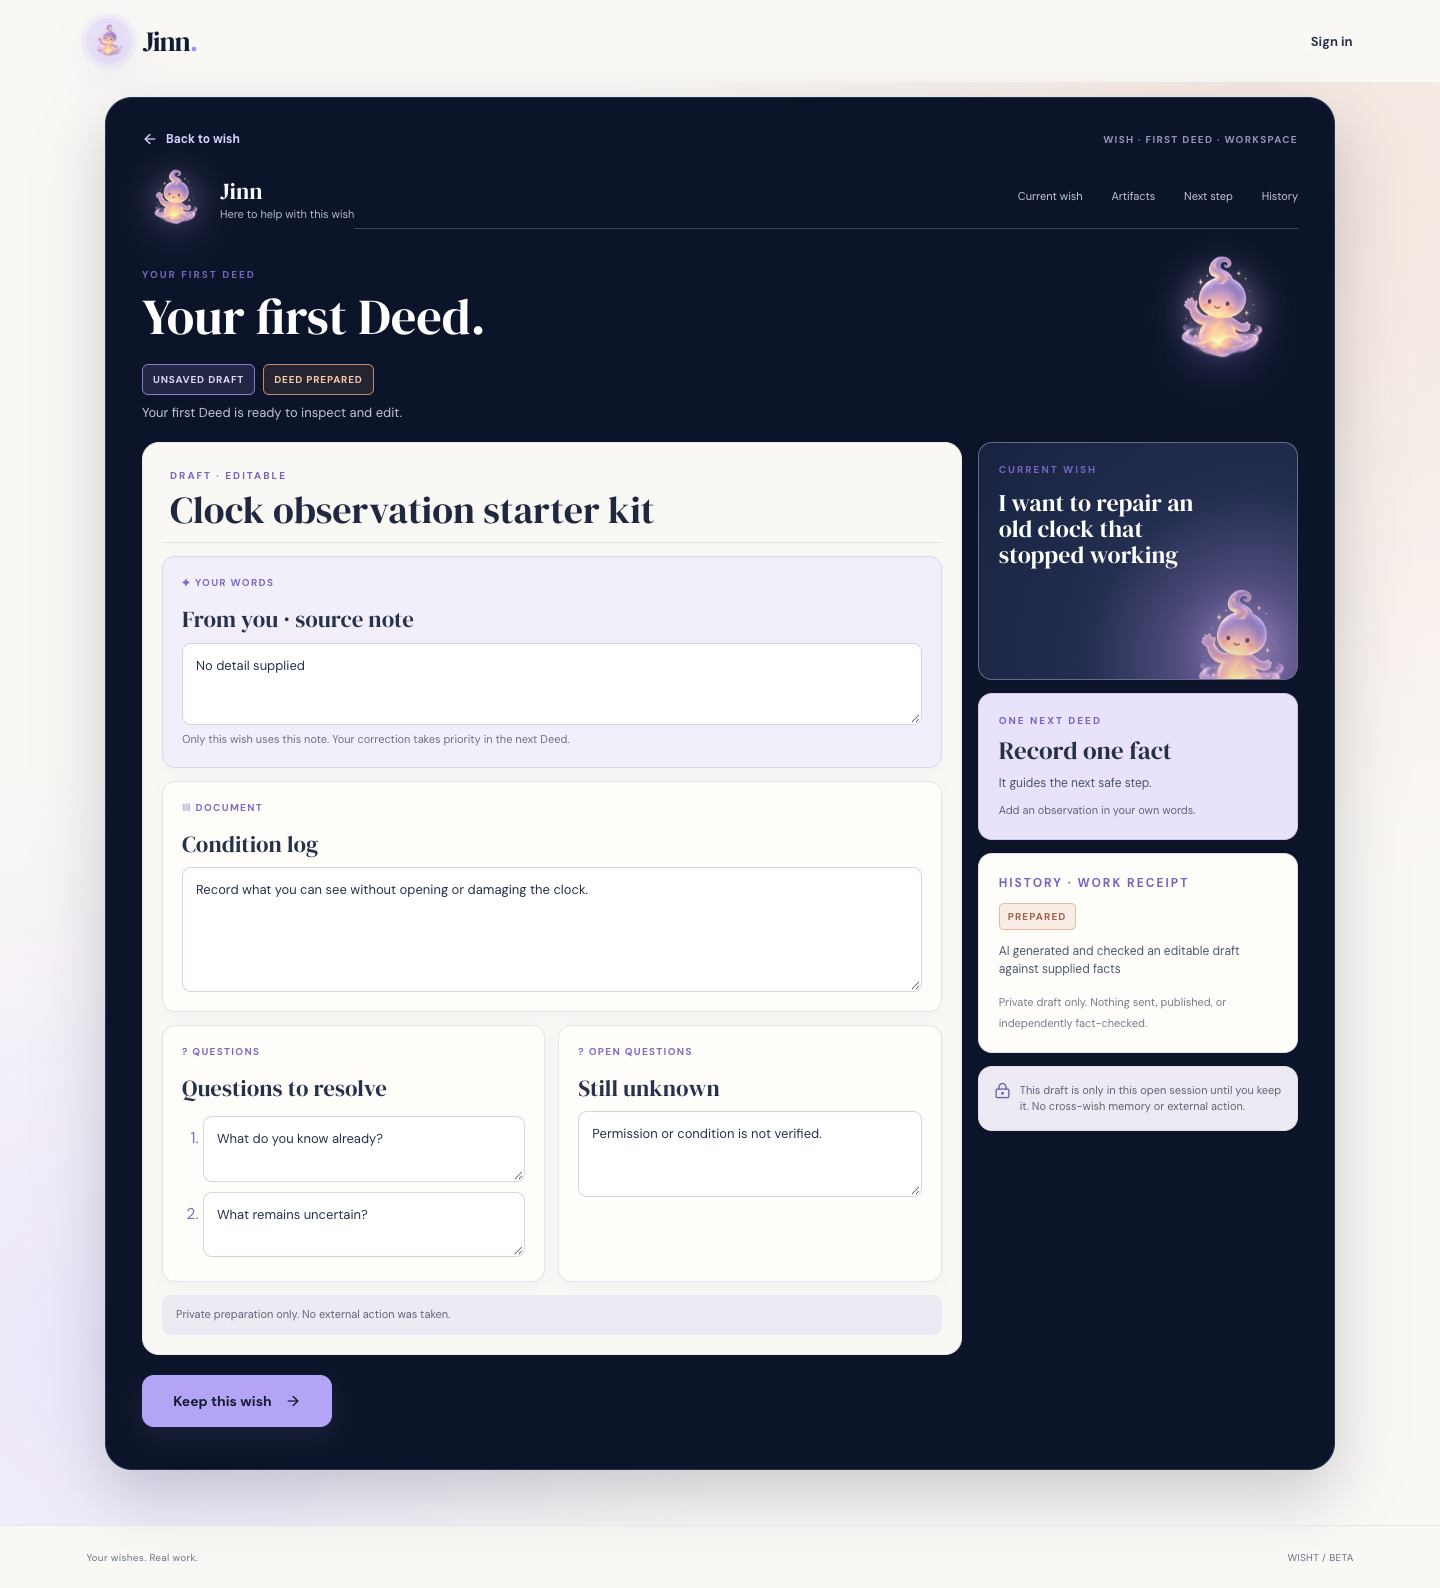 Jinn.
Sign in
← Back to wish
WISH · FIRST DEED · WORKSPACE
Jinn
Here to help with this wish
Current wish
Artifacts
Next step
History
YOUR FIRST DEED
Your first Deed.
UNSAVED DRAFT
DEED PREPARED
Your first Deed is ready to inspect and edit.
DRAFT · EDITABLE
Clock observation starter kit
✦ YOUR WORDS
From you · source note
No detail supplied
Only this wish uses this note. Your correction takes priority in the next Deed.
▤ DOCUMENT
Condition log
Record what you can see without opening or damaging the clock.
? QUESTIONS
Questions to resolve
1. What do you know already?
2. What remains uncertain?
? OPEN QUESTIONS
Still unknown
Permission or condition is not verified.
Private preparation only. No external action was taken.
CURRENT WISH
I want to repair an
old clock that
stopped working
ONE NEXT DEED
Record one fact
It guides the next safe step.
Add an observation in your own words.
HISTORY · WORK RECEIPT
PREPARED
AI generated and checked an editable draft
against supplied facts
Private draft only. Nothing sent, published, or
independently fact-checked.
This draft is only in this open session until you keep
it. No cross-wish memory or external action.
Keep this wish →
Your wishes. Real work.
WISHT / BETA